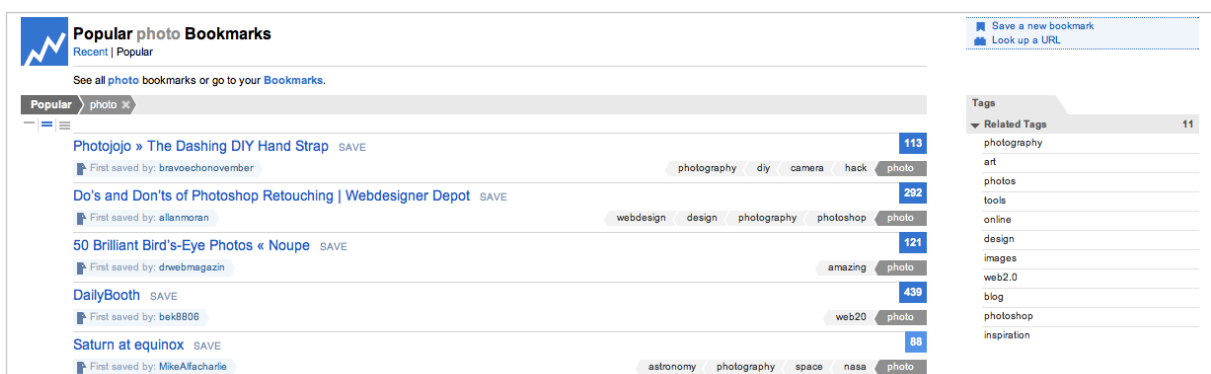 Popular photo Bookmarks
Recent | Popular
See all photo bookmarks or go to your Bookmarks.
Popular photo
Photojojo » The Dashing DIY Hand Strap SAVE 113
First saved by: bravoechonovember photography diy camera hack photo
Do's and Don'ts of Photoshop Retouching | Webdesigner Depot SAVE 292
First saved by: allanmoran webdesign design photography photoshop photo
50 Brilliant Bird's-Eye Photos « Noupe SAVE 121
First saved by: drwebmagazin amazing photo
DailyBooth SAVE 439
First saved by: bek8806 web20 photo
Saturn at equinox SAVE 88
First saved by: MikeAlfacharlie astronomy photography space nasa photo
Save a new bookmark
Look up a URL
Tags
Related Tags 11
photography
art
photos
tools
online
design
images
web2.0
blog
photoshop
inspiration